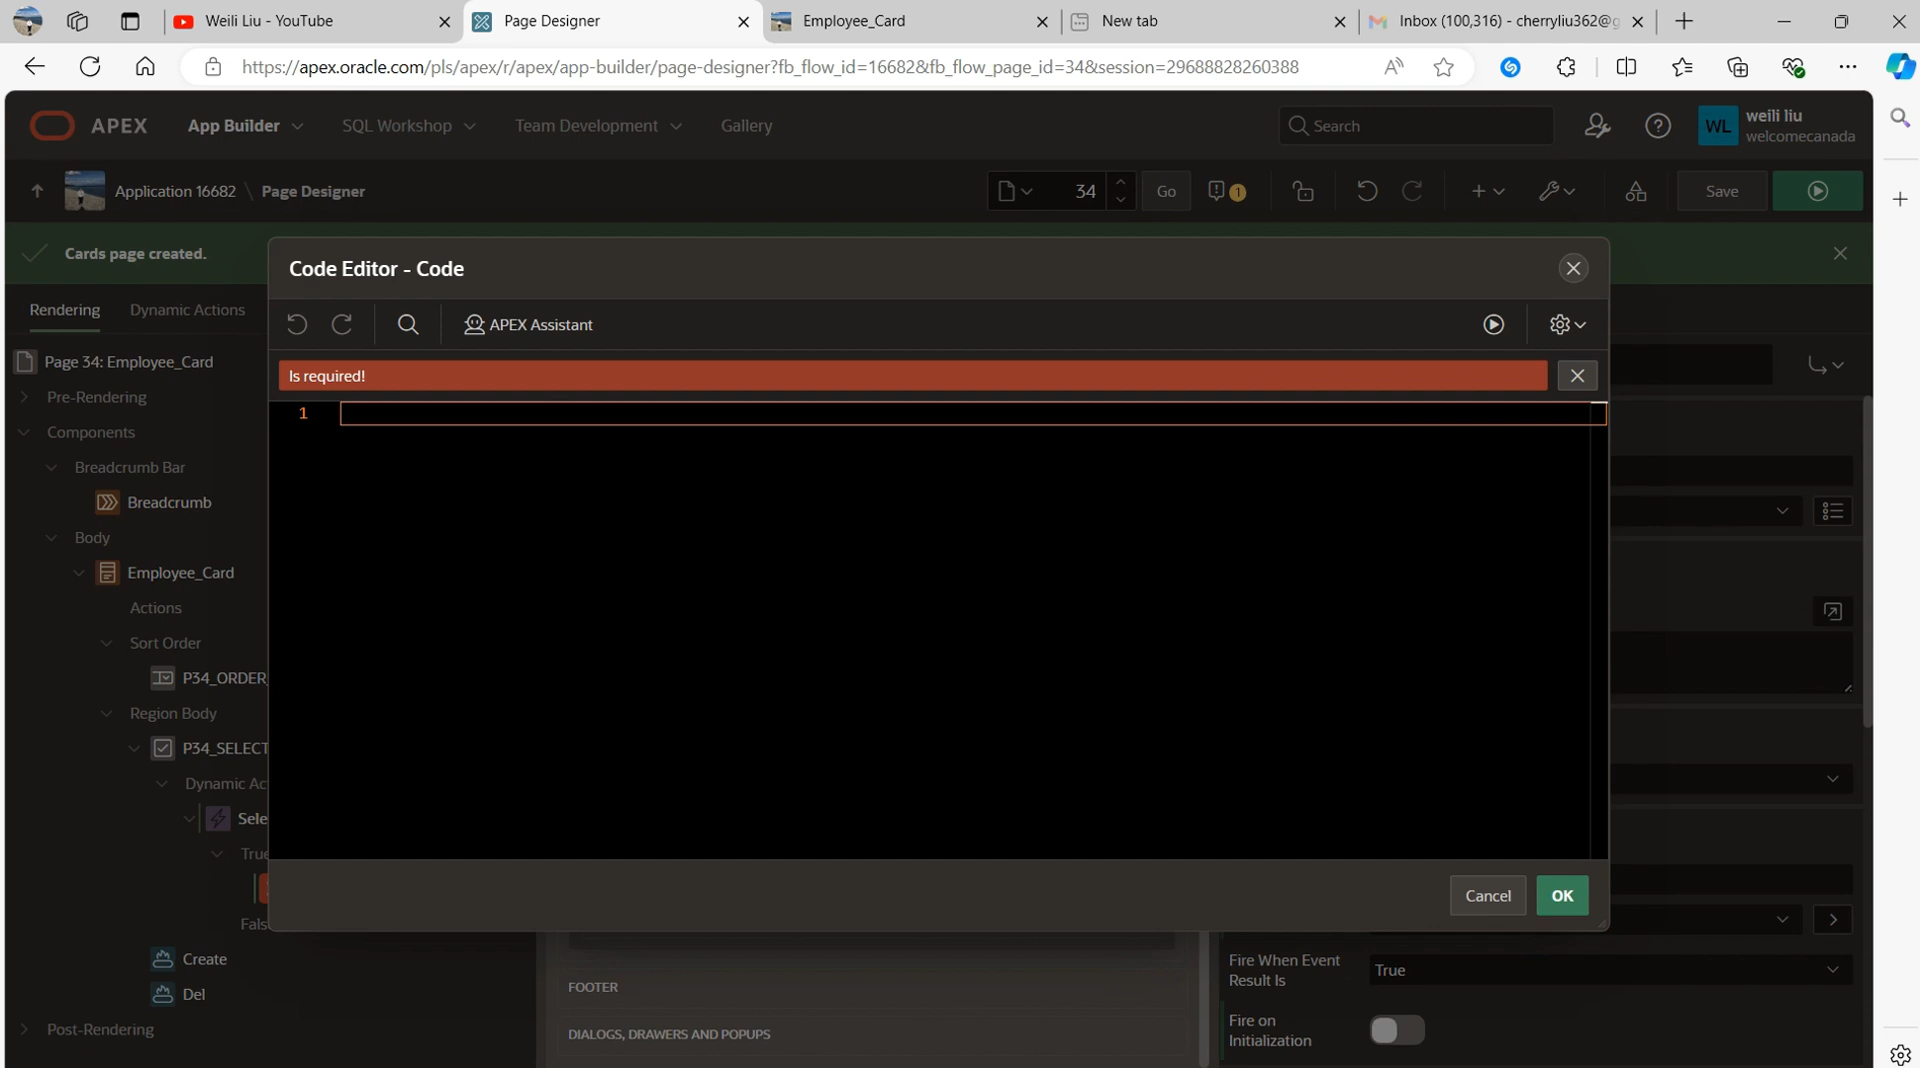 Weili Liu - YouTube
Page Designer
Employee_Card
New tab
Inbox (100,316) - cherryliu362@g
https://apex.oracle.com/pls/apex/r/apex/app-builder/page-designer?fb_flow_id=16682&fb_flow_page_id=34&session=29688828260388
APEX
App Builder
SQL Workshop
Team Development
Gallery
Search
WL
weili liu
welcomecanada
Application 16682 \ Page Designer
34
Go
1
Save
Cards page created.
Code Editor - Code
Rendering
Dynamic Actions
APEX Assistant
Page 34: Employee_Card
Is required!
Pre-Rendering
1
Components
Breadcrumb Bar
Breadcrumb
Body
Employee_Card
Actions
Sort Order
P34_ORDER_
Region Body
P34_SELECT
Dynamic Ac
Sele
True
Cancel
OK
Fals
Create
Del
Post-Rendering
FOOTER
DIALOGS, DRAWERS AND POPUPS
Fire When Event
Result Is
True
Fire on
Initialization